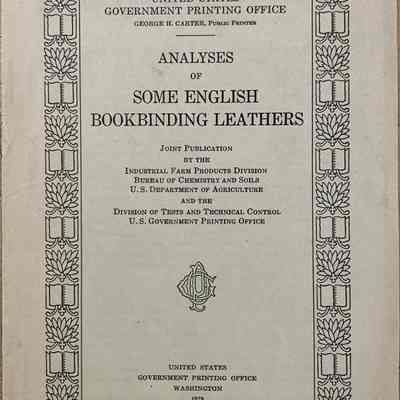 UNITED STATES
GOVERNMENT PRINTING OFFICE
GEORGE H. CARTER, PUBLIC PRINTER
ANALYSES
OF
SOME ENGLISH
BOOKBINDING LEATHERS
JOINT PUBLICATION
BY THE
INDUSTRIAL FARM PRODUCTS DIVISION
BUREAU OF CHEMISTRY AND SOILS
U. S. DEPARTMENT OF AGRICULTURE
AND THE
DIVISION OF TESTS AND TECHNICAL CONTROL
U. S. GOVERNMENT PRINTING OFFICE
UNITED STATES
GOVERNMENT PRINTING OFFICE
WASHINGTON